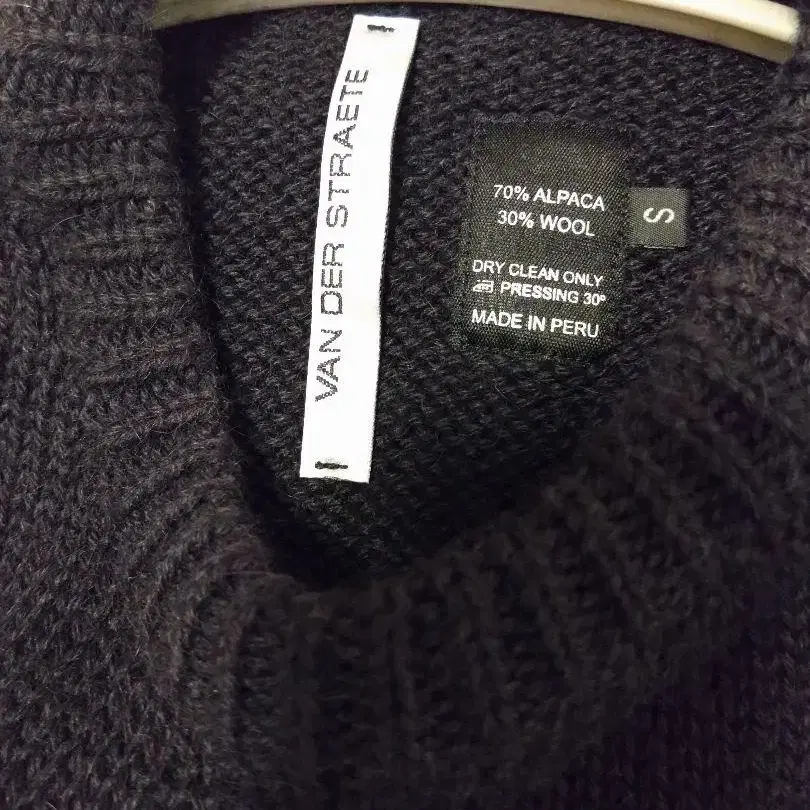 VAN DER STRAETE
70% ALPACA
30% WOOL
S
DRY CLEAN ONLY
PRESSING 30°
MADE IN PERU